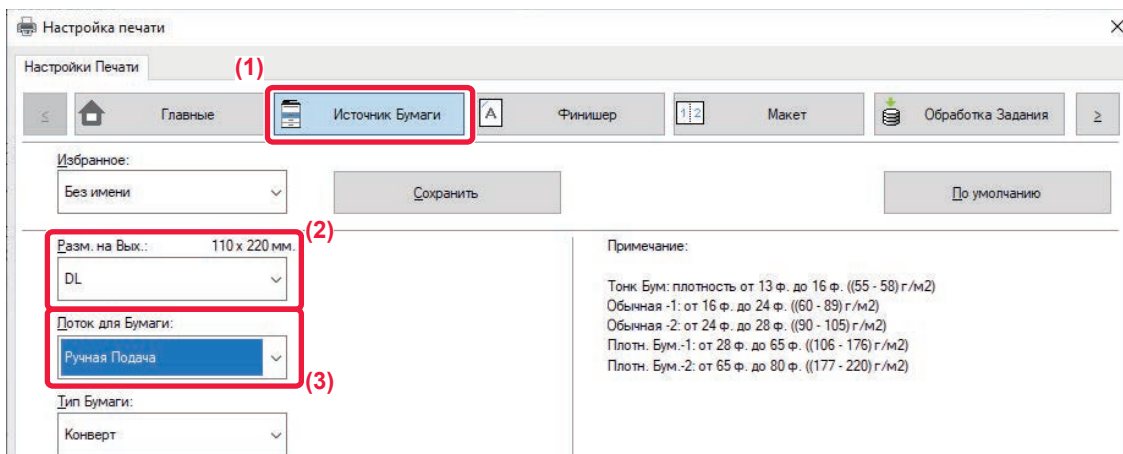 Настройка печати
Настройки Печати
(1)
< Главные Источник Бумаги A Финишер 1 2 Макет Обработка Задания >
Избранное:
Без имени Сохранить По умолчанию
(2)
Разм. на Вых.: 110 x 220 мм.
DL
Поток для Бумаги:
Ручная Подача
(3)
Тип Бумаги:
Конверт
Примечание:
Тонк Бум: плотность от 13 ф. до 16 ф. ((55 - 58) г/м2)
Обычная -1: от 16 ф. до 24 ф. ((60 - 89) г/м2)
Обычная -2: от 24 ф. до 28 ф. ((90 - 105) г/м2)
Плотн. Бум.-1: от 28 ф. до 65 ф. ((106 - 176) г/м2)
Плотн. Бум.-2: от 65 ф. до 80 ф. ((177 - 220) г/м2)